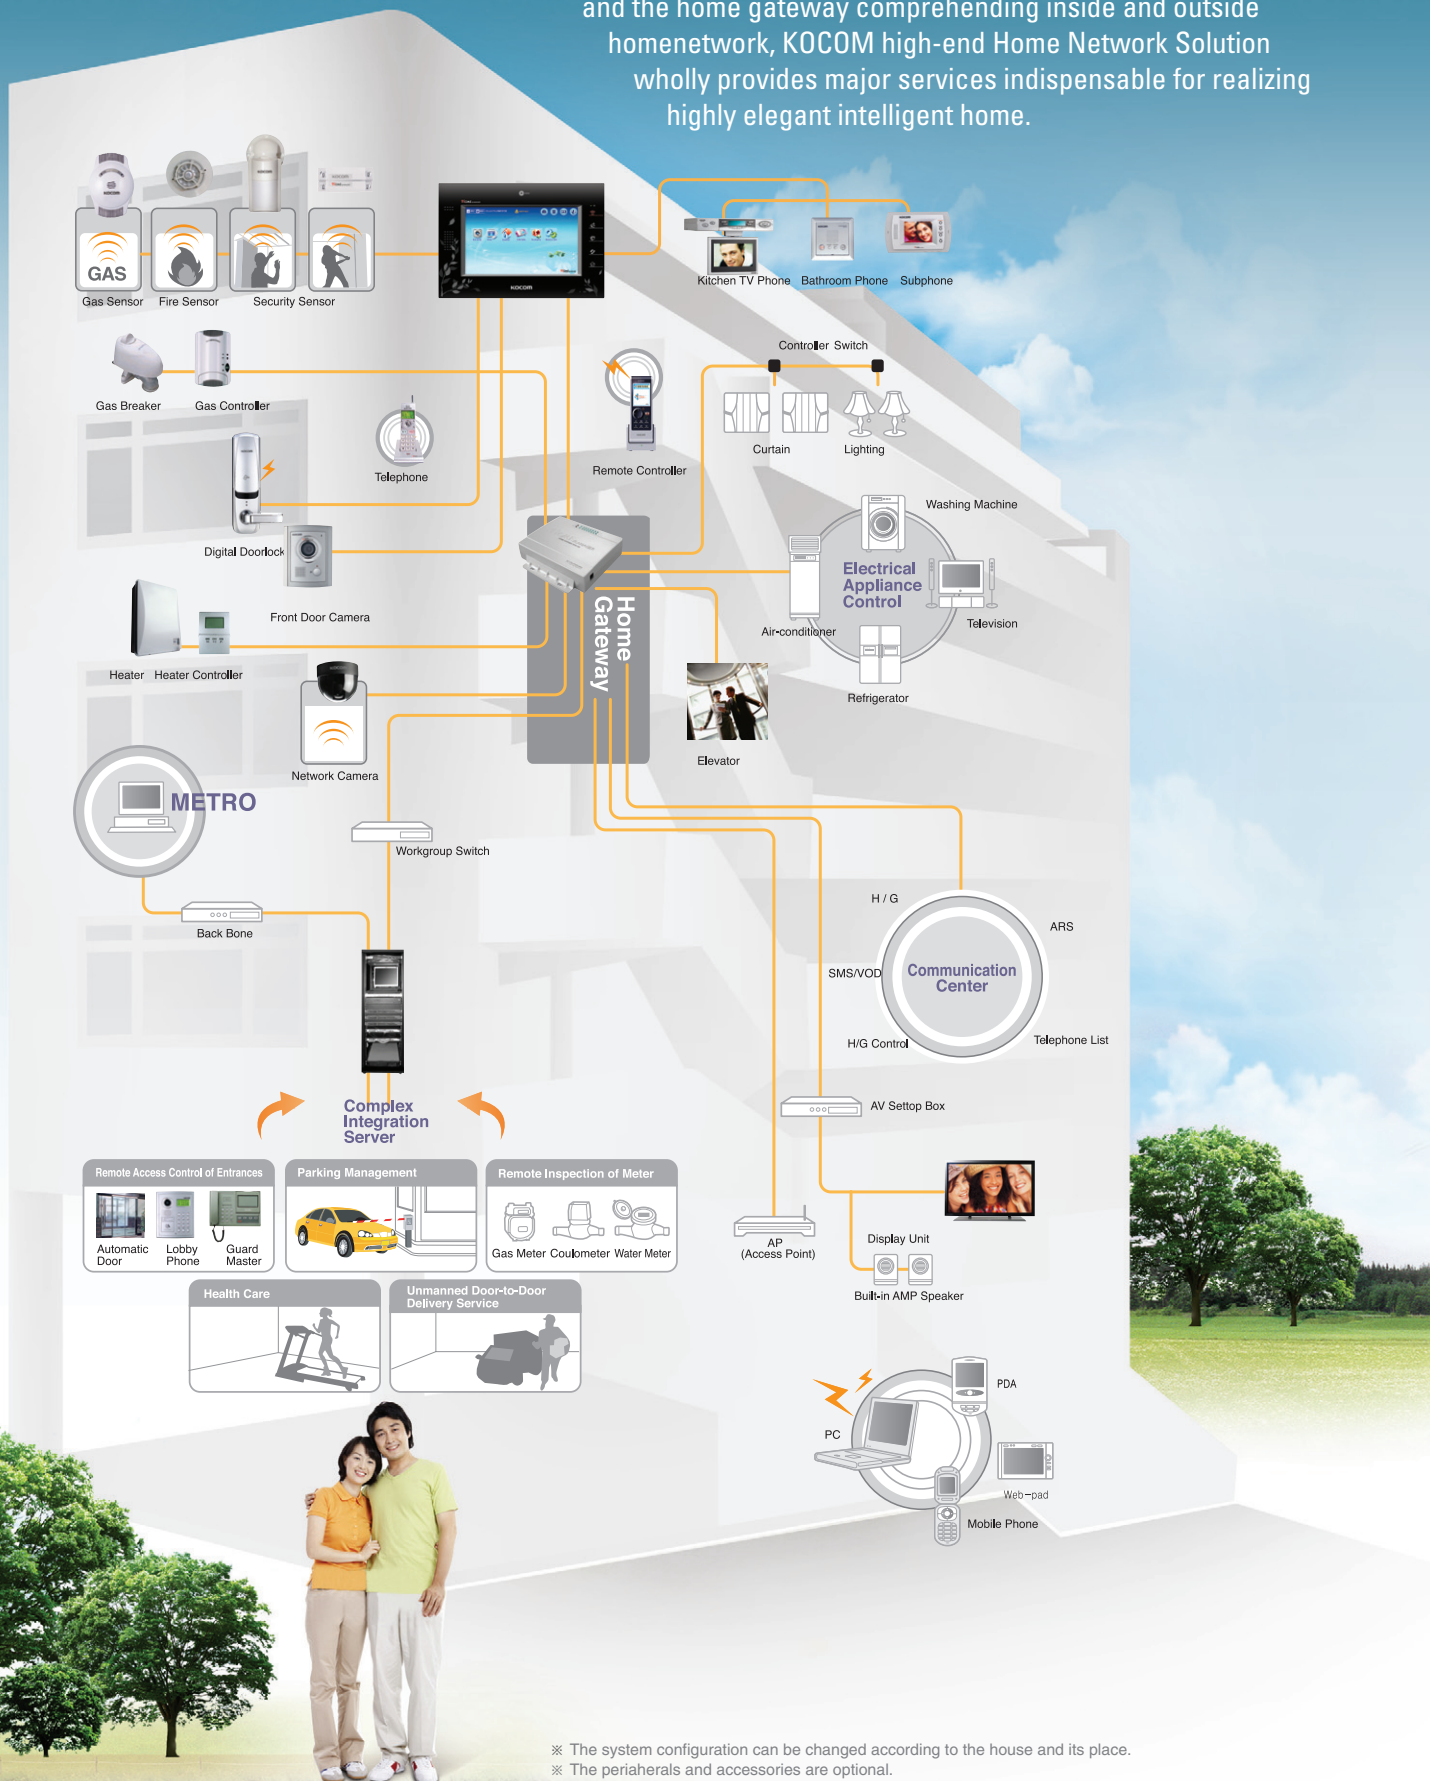 and the home gateway comprehending inside and outside
homenetwork, KOCOM high-end Home Network Solution
wholly provides major services indispensable for realizing
highly elegant intelligent home.
GAS
Gas Sensor
Fire Sensor
Security Sensor
KOCOM
Kitchen TV Phone
Bathroom Phone
Subphone
Controller Switch
Gas Breaker
Gas Controller
Curtain
Lighting
Telephone
Remote Controller
Washing Machine
Digital Doorlock
Electrical
Appliance
Control
Front Door Camera
Home
Gateway
Air-conditioner
Television
Heater
Heater Controller
Refrigerator
Elevator
Network Camera
METRO
Workgroup Switch
Back Bone
H / G
ARS
SMS/VOD
Communication
Center
H/G Control
Telephone List
Complex
Integration
Server
AV Settop Box
Remote Access Control of Entrances
Automatic
Door
Lobby
Phone
Guard
Master
Parking Management
Remote Inspection of Meter
Gas Meter
Coulometer
Water Meter
AP
(Access Point)
Display Unit
Built-in AMP Speaker
Health Care
Unmanned Door-to-Door
Delivery Service
PDA
PC
Web-pad
Mobile Phone
※ The system configuration can be changed according to the house and its place.
※ The periaherals and accessories are optional.